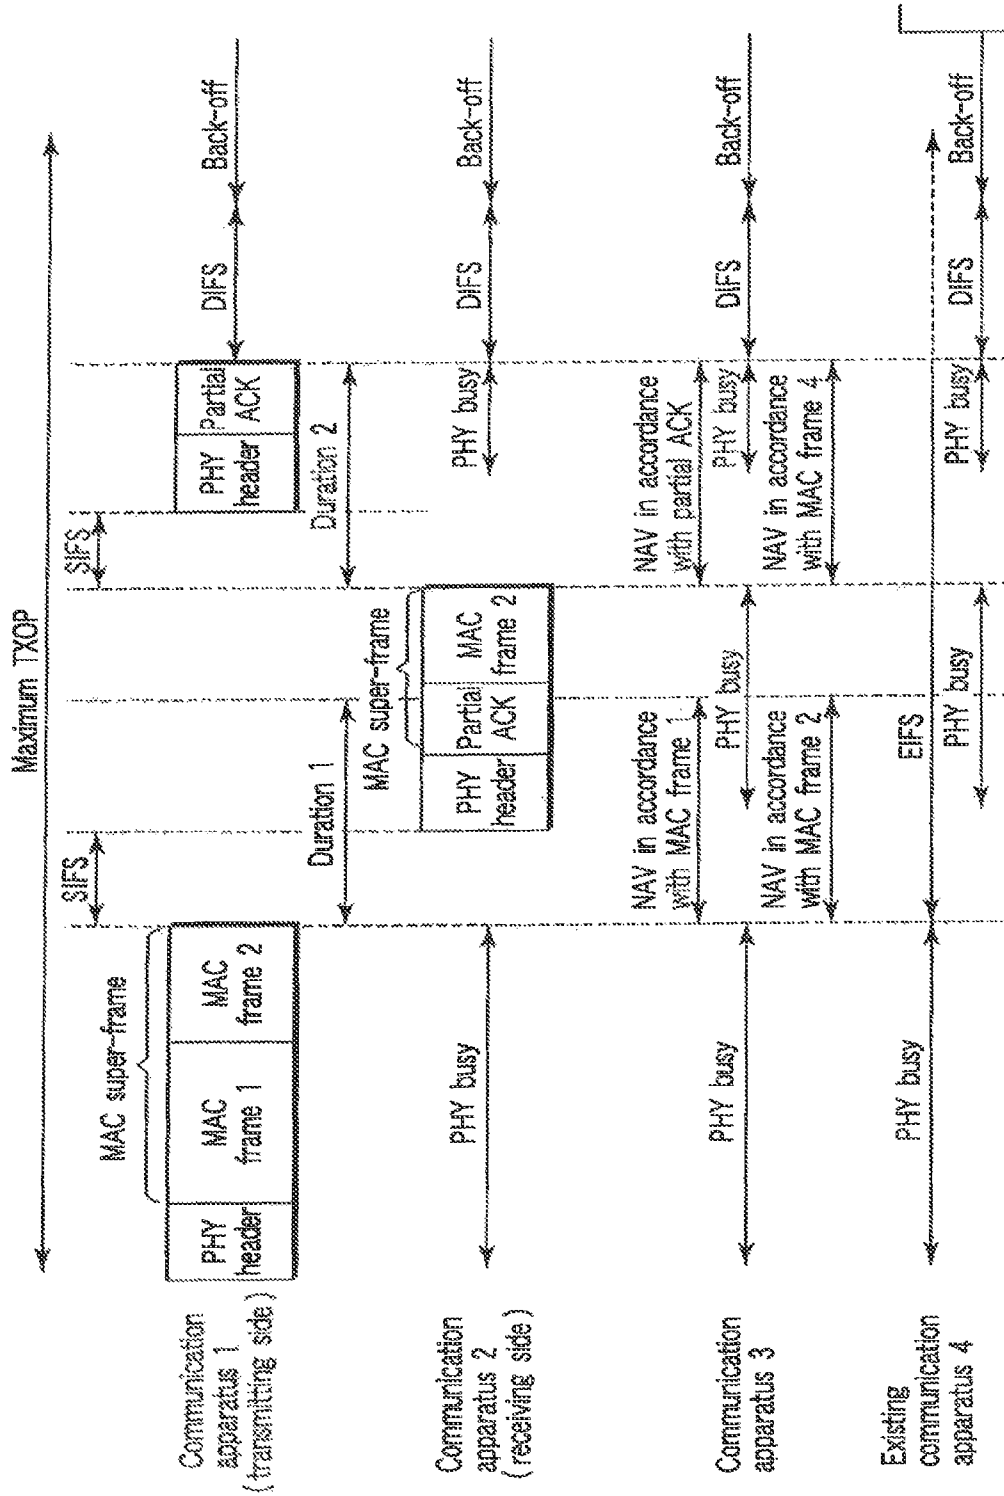 Maximum TXOP
SIFS
SIFS
MAC super-frame
Communication
apparatus 1
(transmitting side)
PHY
header
MAC
frame 1
MAC
frame 2
PHY
header
Partial
ACK
DIFS
Back-off
Duration 1
Duration 2
MAC super-frame
Communication
apparatus 2
(receiving side)
PHY busy
PHY
header
Partial
ACK
MAC
frame 2
PHY busy
DIFS
Back-off
NAV in accordance
with MAC frame 1
NAV in accordance
with partial ACK
Communication
apparatus 3
PHY busy
PHY busy
PHY busy
DIFS
Back-off
NAV in accordance
with MAC frame 2
NAV in accordance
with MAC frame 4
Existing
communication
apparatus 4
PHY busy
EIFS
PHY busy
PHY busy
DIFS
Back-off